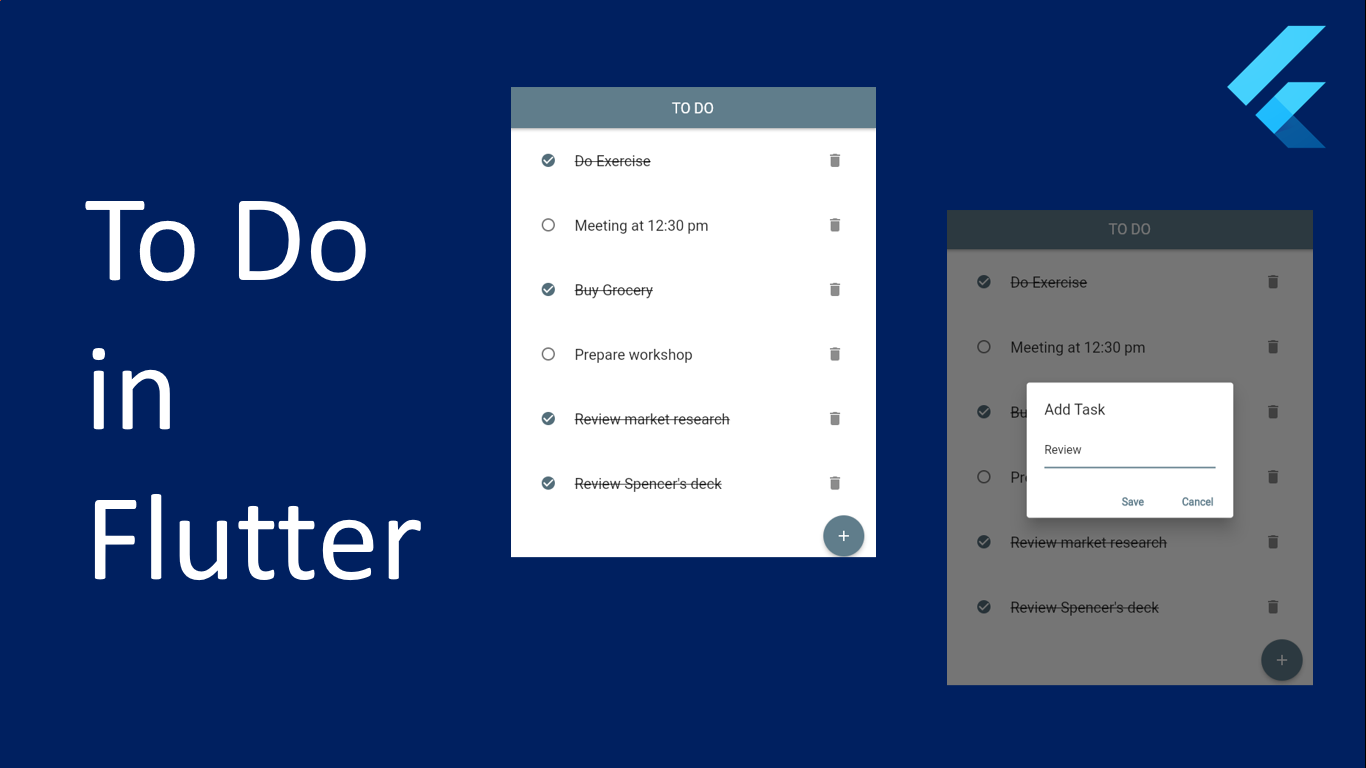 To Do
in
Flutter
TO DO
Do Exercise
Meeting at 12:30 pm
Buy Grocery
Prepare workshop
Review market research
Review Spencer's deck
+
TO DO
Do Exercise
Meeting at 12:30 pm
Bu
Pr
Add Task
Review
Save Cancel
Review market research
Review Spencer's deck
+